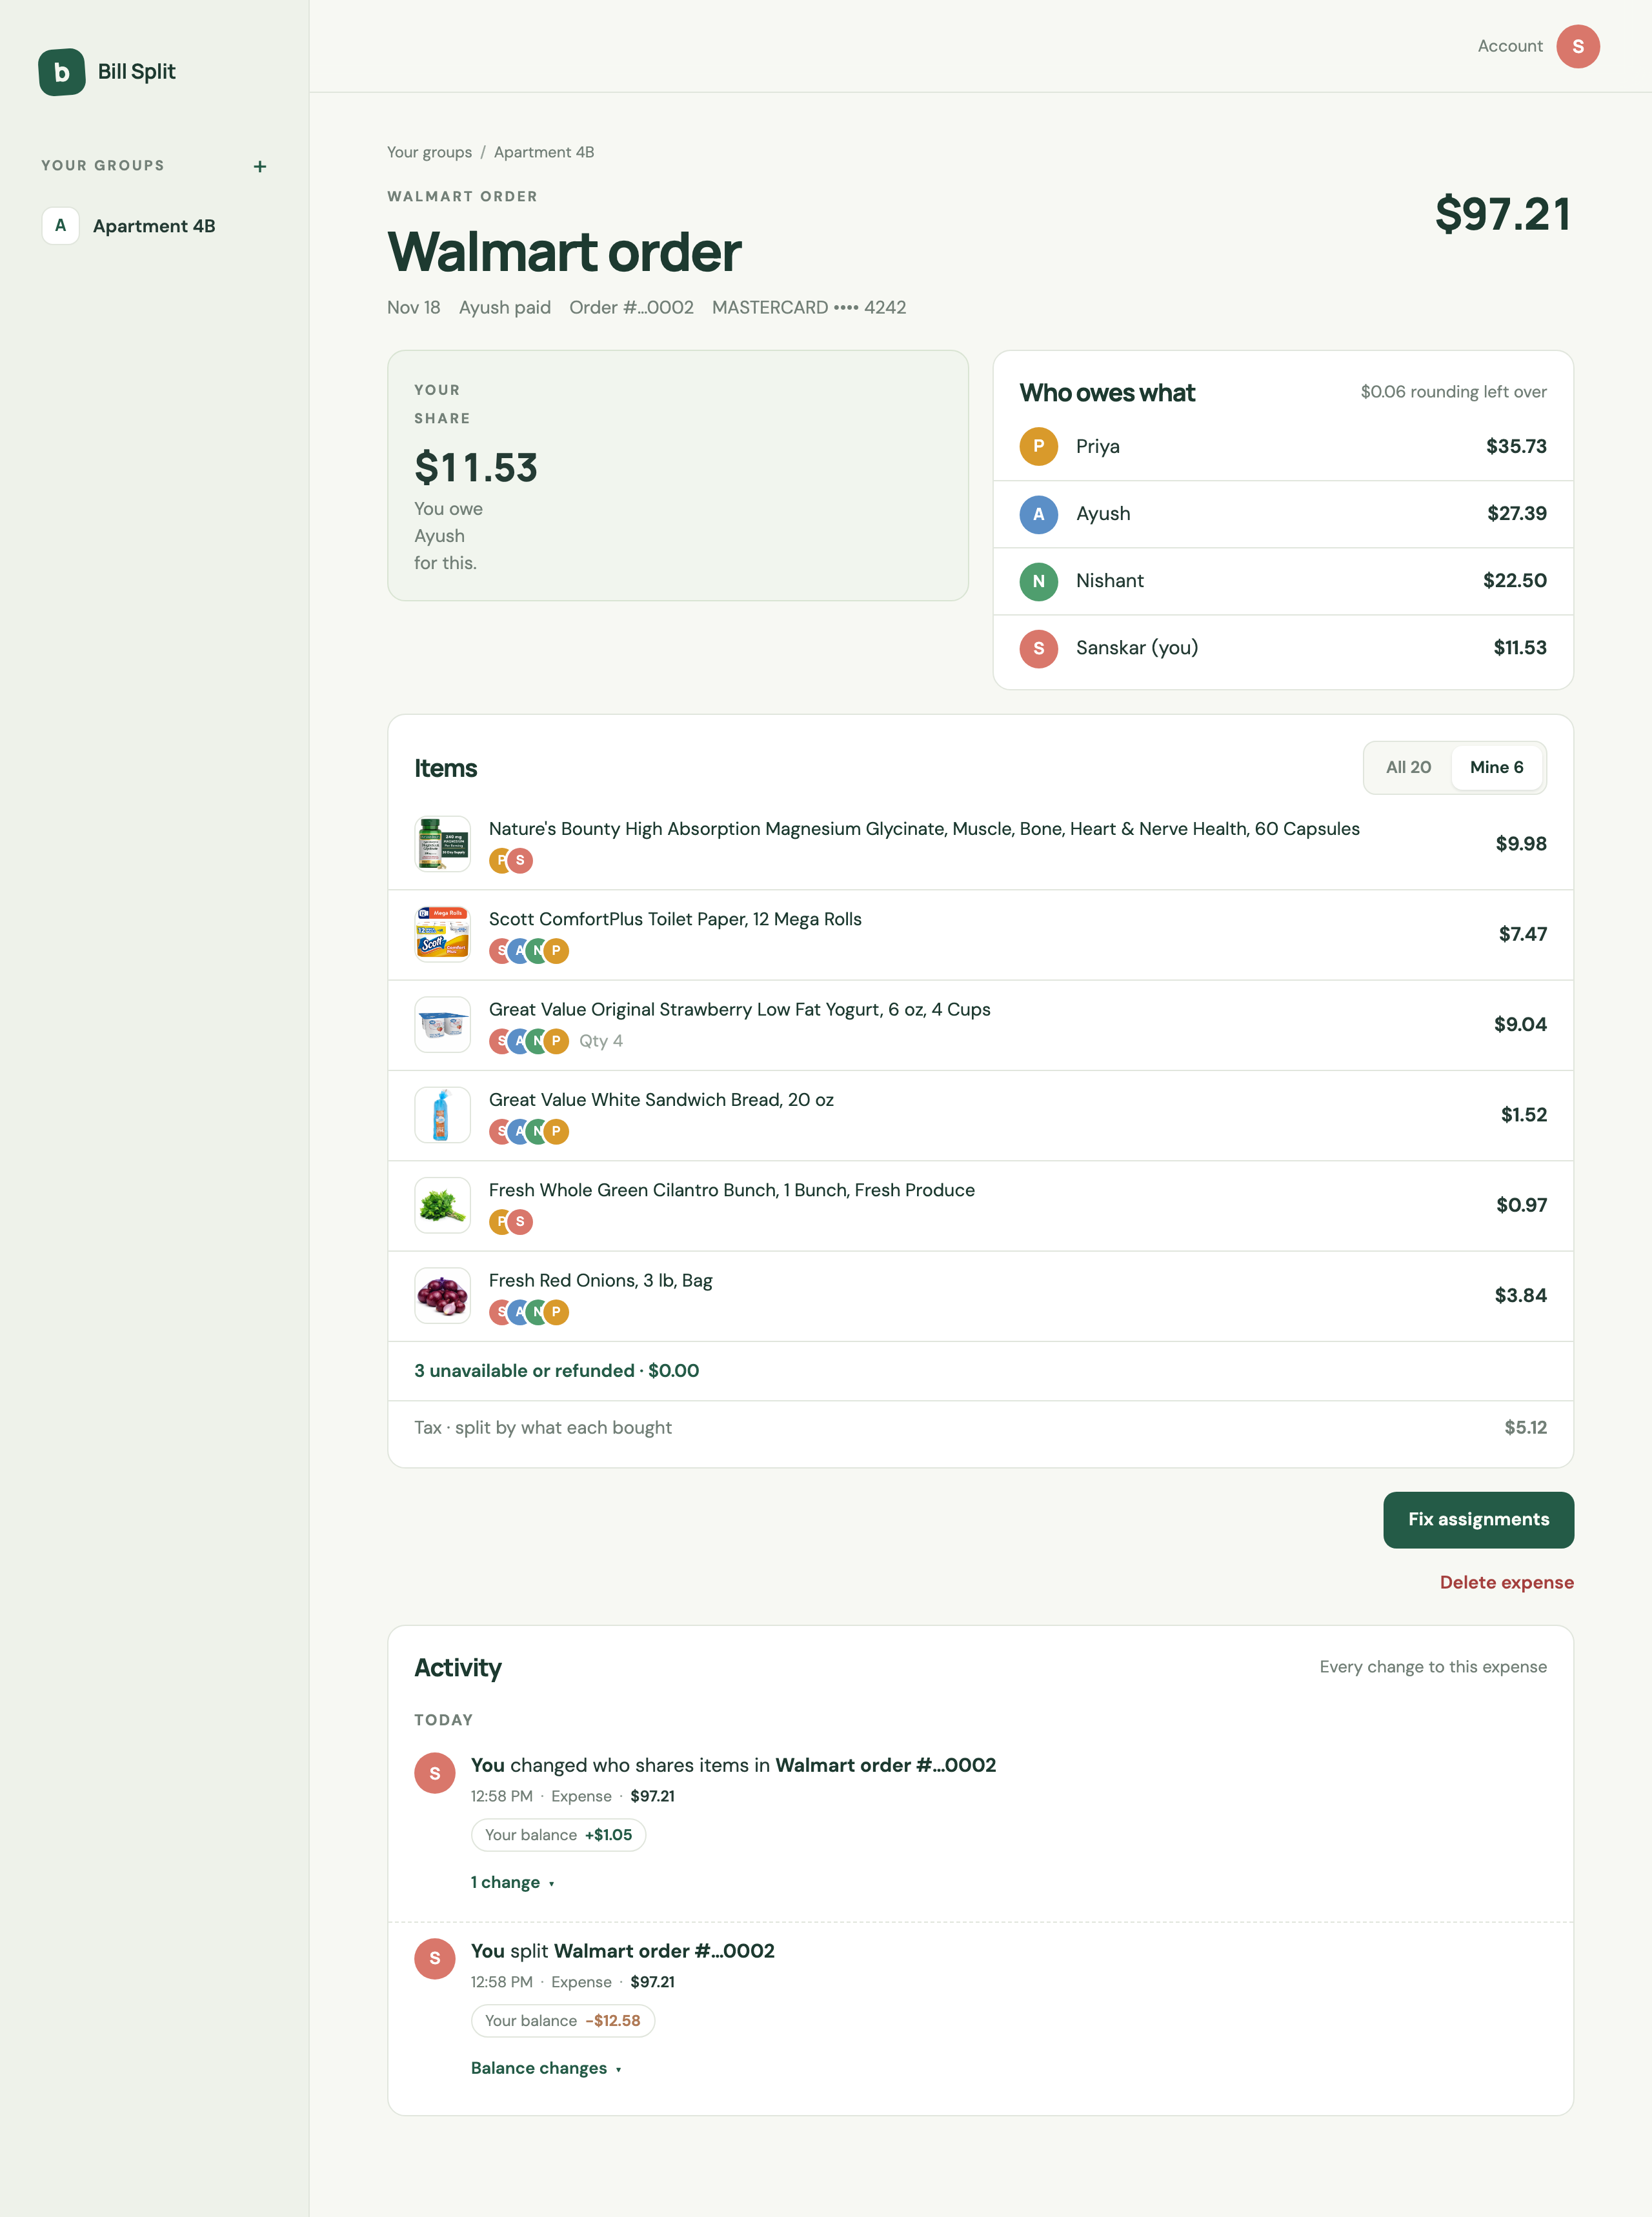 b Bill Split
Account S
YOUR GROUPS +
A Apartment 4B
Your groups / Apartment 4B
WALMART ORDER
$97.21
Walmart order
Nov 18 Ayush paid Order #…0002 MASTERCARD •••• 4242
YOUR
SHARE
$11.53
You owe
Ayush
for this.
Who owes what $0.06 rounding left over
P Priya $35.73
A Ayush $27.39
N Nishant $22.50
S Sanskar (you) $11.53
Items All 20 Mine 6
Nature's Bounty High Absorption Magnesium Glycinate, Muscle, Bone, Heart & Nerve Health, 60 Capsules $9.98
P S
Mega Rolls
Scott
Scott ComfortPlus Toilet Paper, 12 Mega Rolls $7.47
S A N P
Great Value Original Strawberry Low Fat Yogurt, 6 oz, 4 Cups $9.04
S A N P Qty 4
Great Value White Sandwich Bread, 20 oz $1.52
S A N P
Fresh Whole Green Cilantro Bunch, 1 Bunch, Fresh Produce $0.97
P S
Fresh Red Onions, 3 lb, Bag $3.84
S A N P
3 unavailable or refunded · $0.00
Tax · split by what each bought $5.12
Fix assignments
Delete expense
Activity Every change to this expense
TODAY
S You changed who shares items in Walmart order #…0002
12:58 PM · Expense · $97.21
Your balance +$1.05
1 change ▾
S You split Walmart order #…0002
12:58 PM · Expense · $97.21
Your balance -$12.58
Balance changes ▾